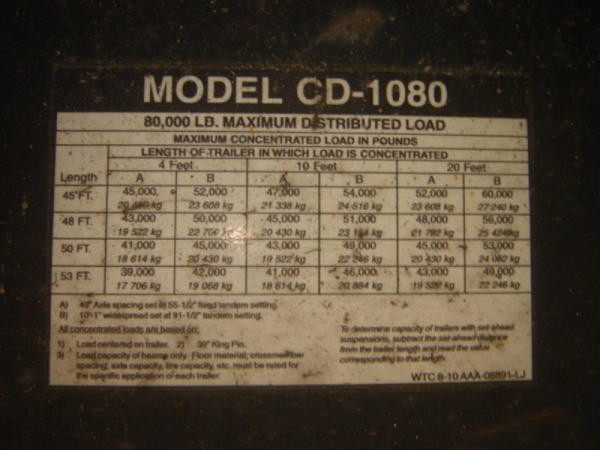 MODEL CD-1080
80,000 LB. MAXIMUM DISTRIBUTED LOAD
MAXIMUM CONCENTRATED LOAD IN POUNDS
LENGTH OF TRAILER IN WHICH LOAD IS CONCENTRATED
4 Feet 10 Feet 20 Feet
Length A B A B A B
45 FT. 45,000 52,000 47,000 54,000 52,000 60,000
20 kg 23 608 kg 21 338 kg 24 516 kg 23 608 kg 27 240 kg
48 FT. 43,000 50,000 45,000 51,000 48,000 56,000
19 522 kg 22 700 kg 20 430 kg 23 154 kg 21 792 kg 25 424kg
50 FT. 41,000 45,000 43,000 49,000 45,000 53,000
18 614 kg 20 430 kg 19 522 kg 22 246 kg 20 430 kg 24 062 kg
53 FT. 39,000 42,000 41,000 46,000 43,000 49,000
17 706 kg 19 068 kg 18 614 kg 20 884 kg 19 522 kg 22 246 kg
A) 49" Axle spacing set at 55-1/2" fixed tandem setting.
B) 10'-1" widespread set at 91-1/2" tandem setting.
All concentrated loads are based on:
1) Load centered on trailer. 2) 30" King Pin.
3) Load capacity of beams only. Floor material, crossmember
spacing, axle capacity, tire capacity, etc. must be rated for
the specific application of each trailer.
To determine capacity of trailers with set-ahead
suspensions, subtract the set-ahead distance
from the trailer length and read the value
corresponding to that length.
WTC 8-10 AAA-08891-LJ